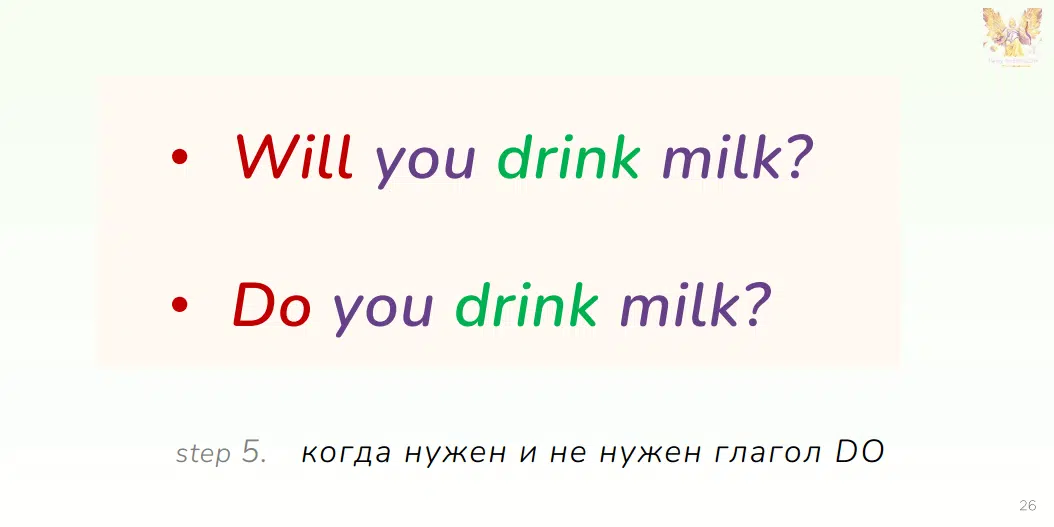 • Will you drink milk?
• Do you drink milk?
step 5. когда нужен и не нужен глагол DO
26